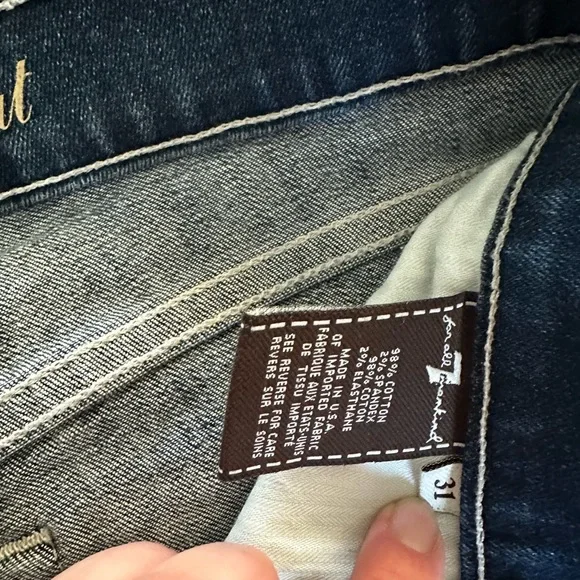 7
for all mankind
98% COTTON
2% SPANDEX
98% COTON
2% ELASTHANE
MADE IN U.S.A.
OF IMPORTED FABRIC
FABRIQUE AUX ETATS-UNIS
DE TISSU IMPORTÉ
SEE REVERSE FOR CARE
REVERS SUR LE SOINS
31